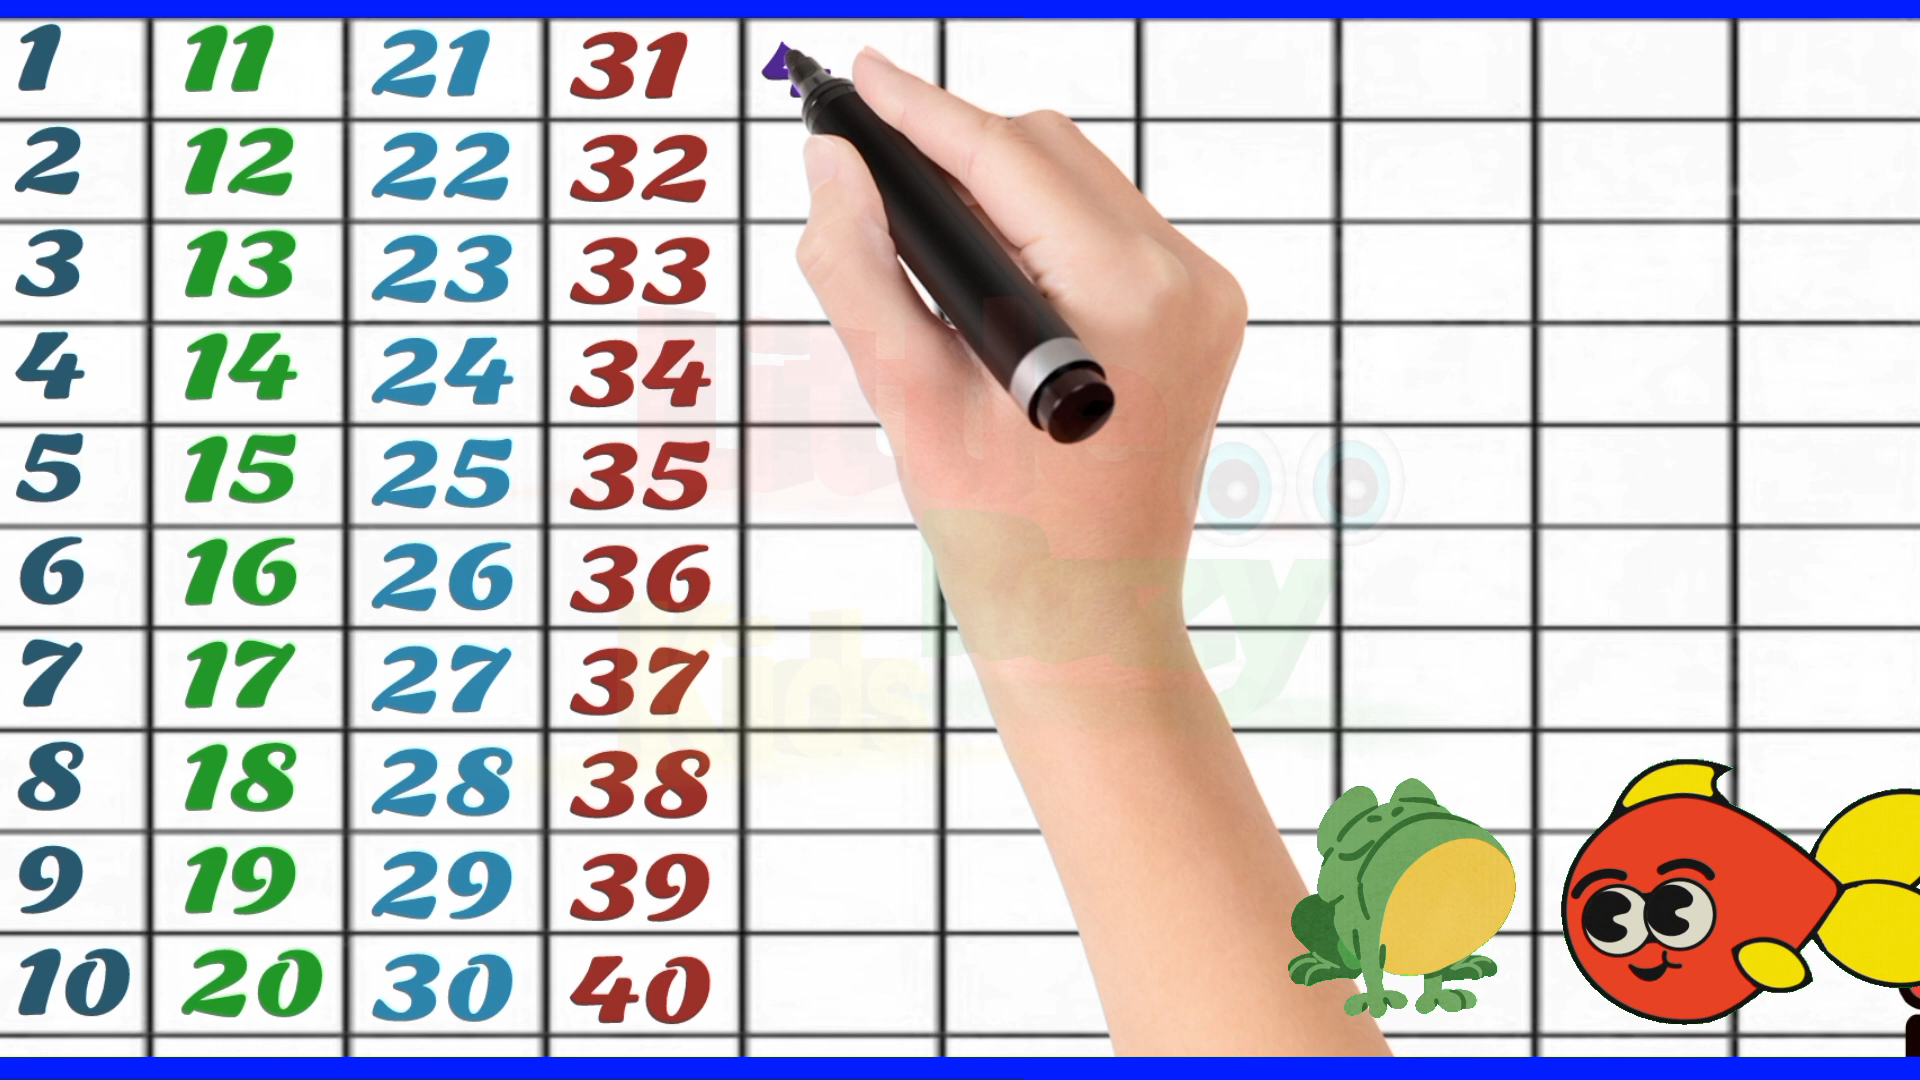 1 11 21 31
2 12 22 32
3 13 23 33
4 14 24 34
5 15 25 35
6 16 26 36
7 17 27 37
8 18 28 38
9 19 29 39
10 20 30 40
Kids